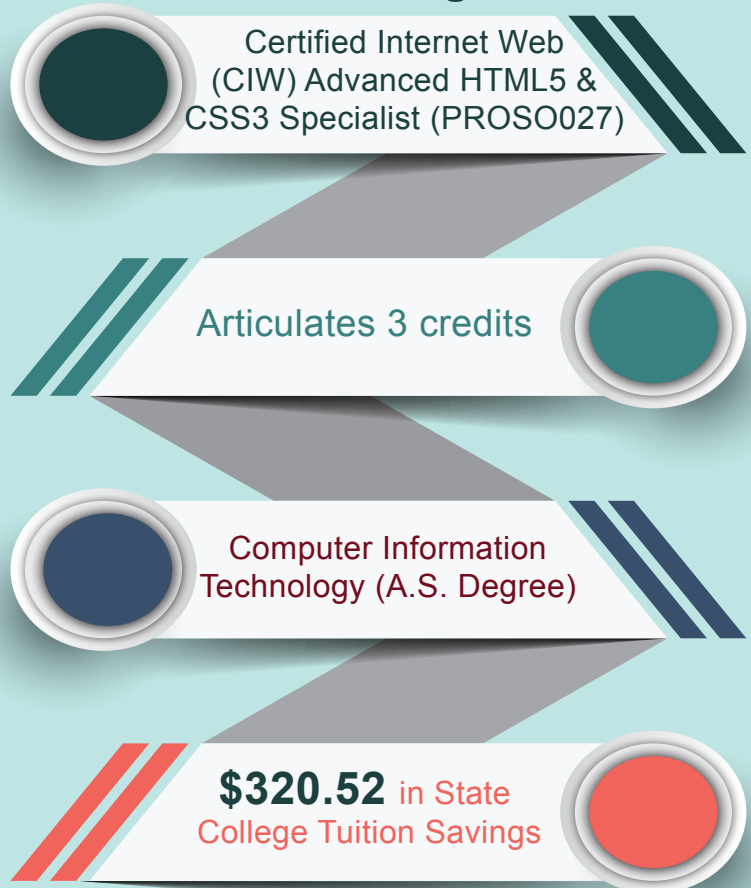 Certified Internet Web
(CIW) Advanced HTML5 &
CSS3 Specialist (PROSO027)
Articulates 3 credits
Computer Information
Technology (A.S. Degree)
$320.52 in State
College Tuition Savings